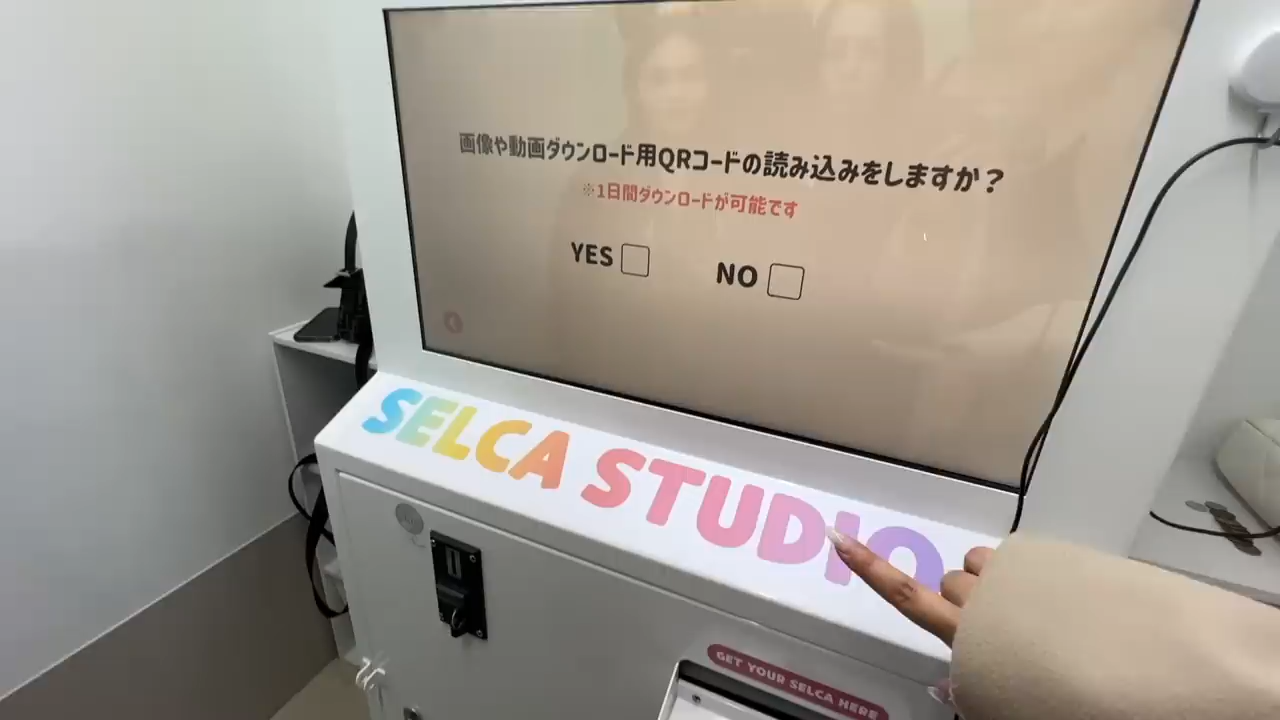 画像や動画ダウンロード用QRコードの読み込みをしますか？
※1日間ダウンロードが可能です
YES NO
SELCA STUDIO
GET YOUR SELCA HERE